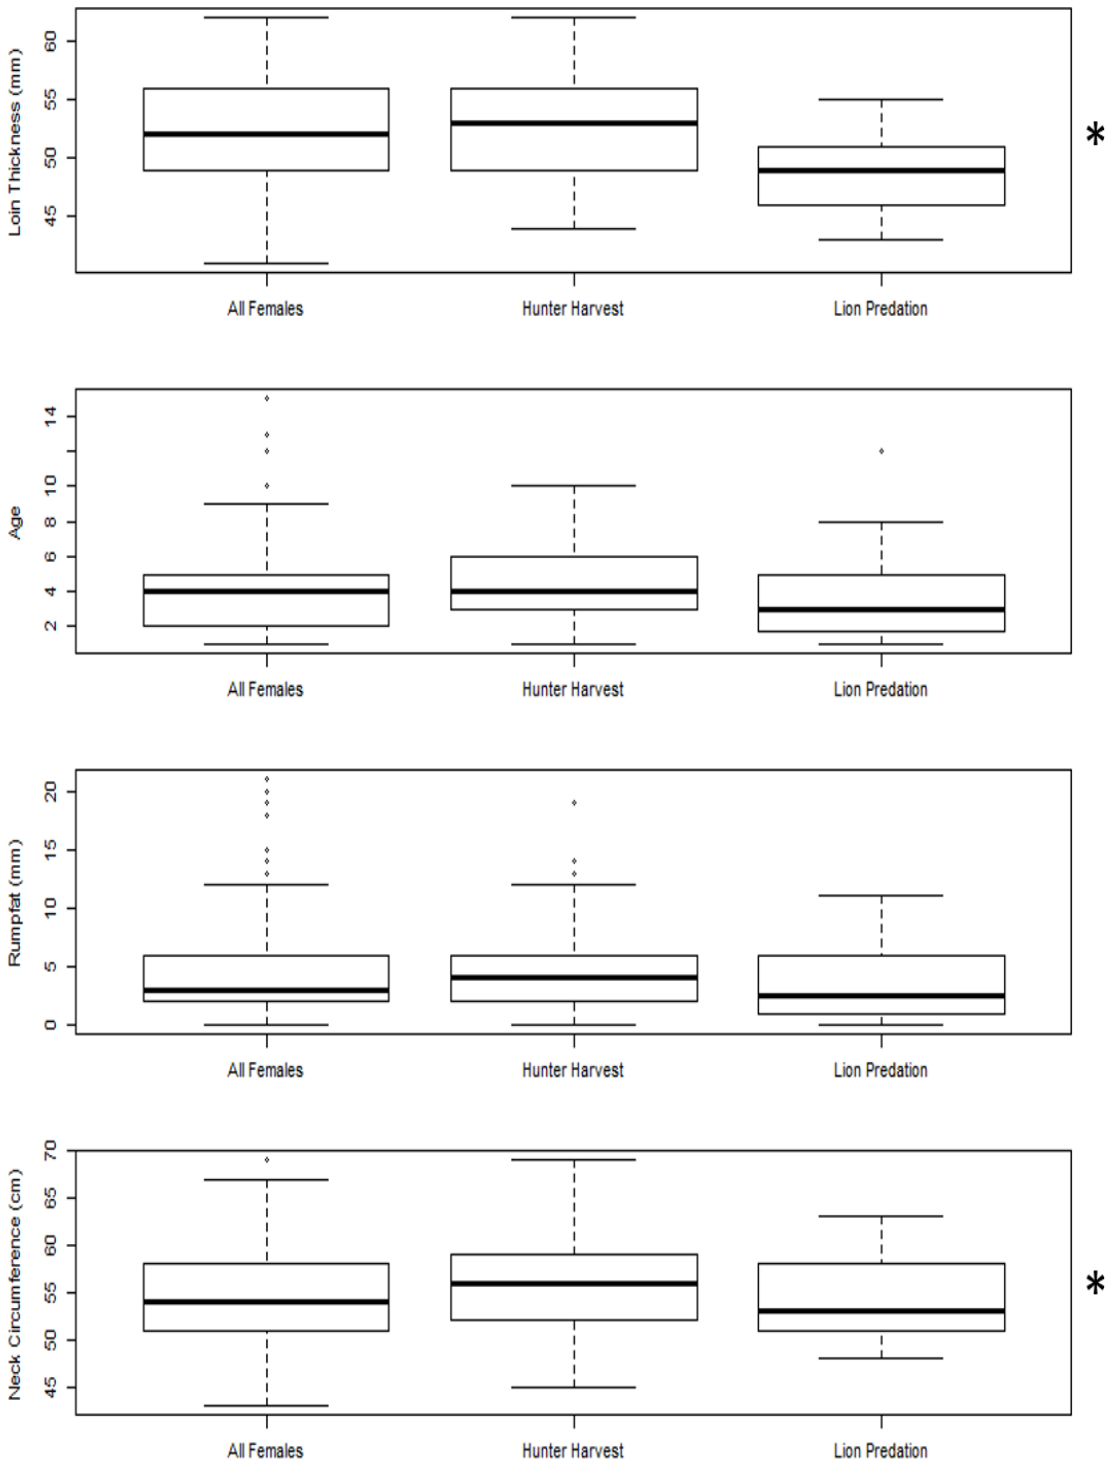 Loin Thickness (mm)
60
55
50
45
*
All Females Hunter Harvest Lion Predation
Age
14
10
8
6
4
2
All Females Hunter Harvest Lion Predation
Rumpfat (mm)
20
15
10
5
0
All Females Hunter Harvest Lion Predation
Neck Circumference (cm)
70
65
60
55
50
45
*
All Females Hunter Harvest Lion Predation